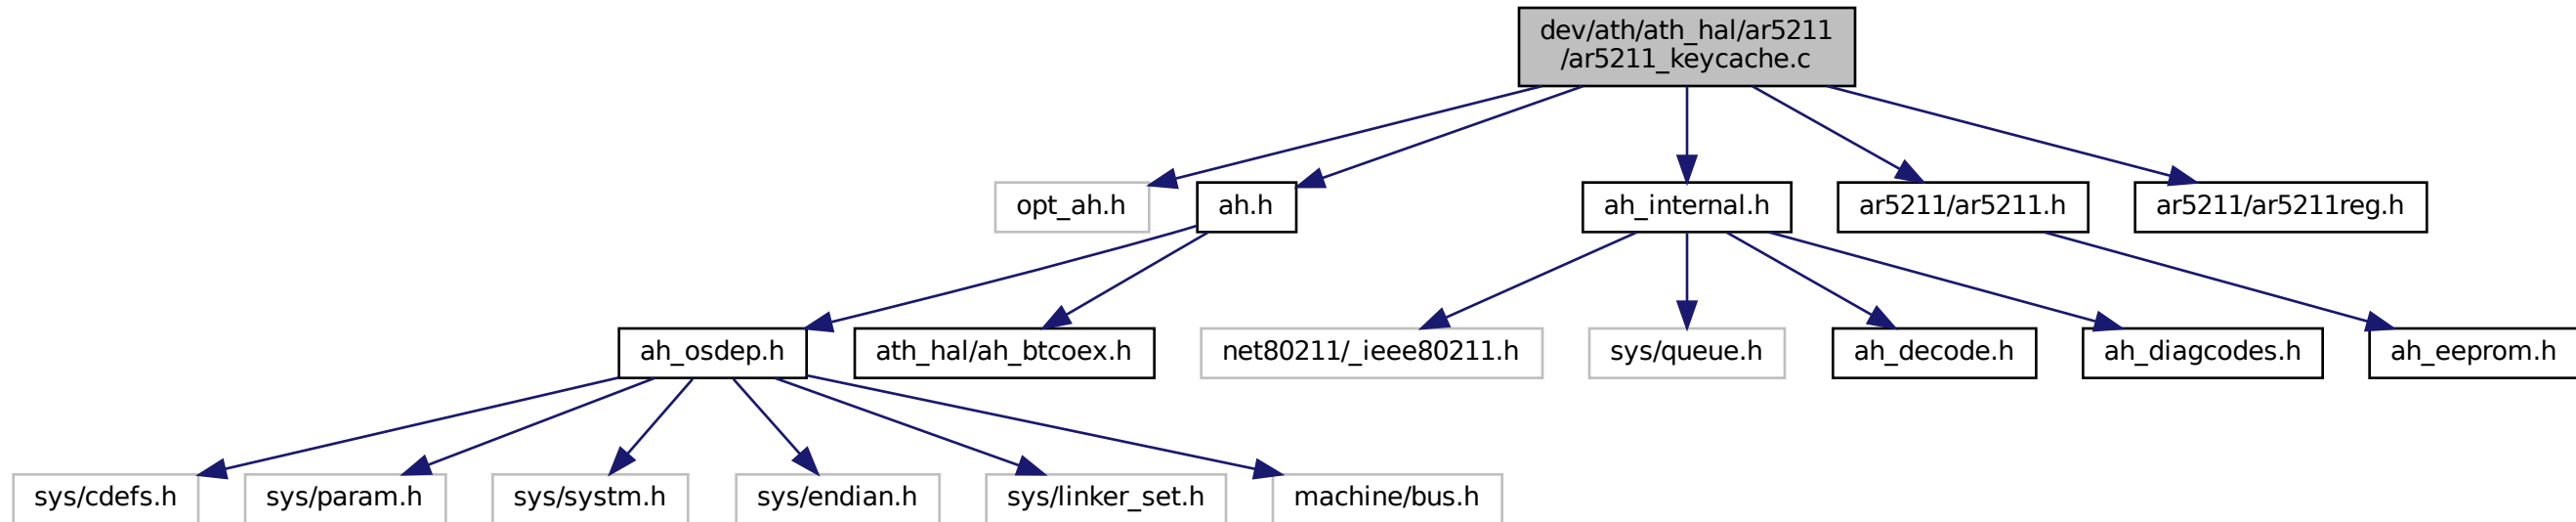 dev/ath/ath_hal/ar5211
/ar5211_keycache.c
opt_ah.h
ah.h
ah_internal.h
ar5211/ar5211.h
ar5211/ar5211reg.h
ah_osdep.h
ath_hal/ah_btcoex.h
net80211/_ieee80211.h
sys/queue.h
ah_decode.h
ah_diagcodes.h
ah_eeprom.h
sys/cdefs.h
sys/param.h
sys/systm.h
sys/endian.h
sys/linker_set.h
machine/bus.h